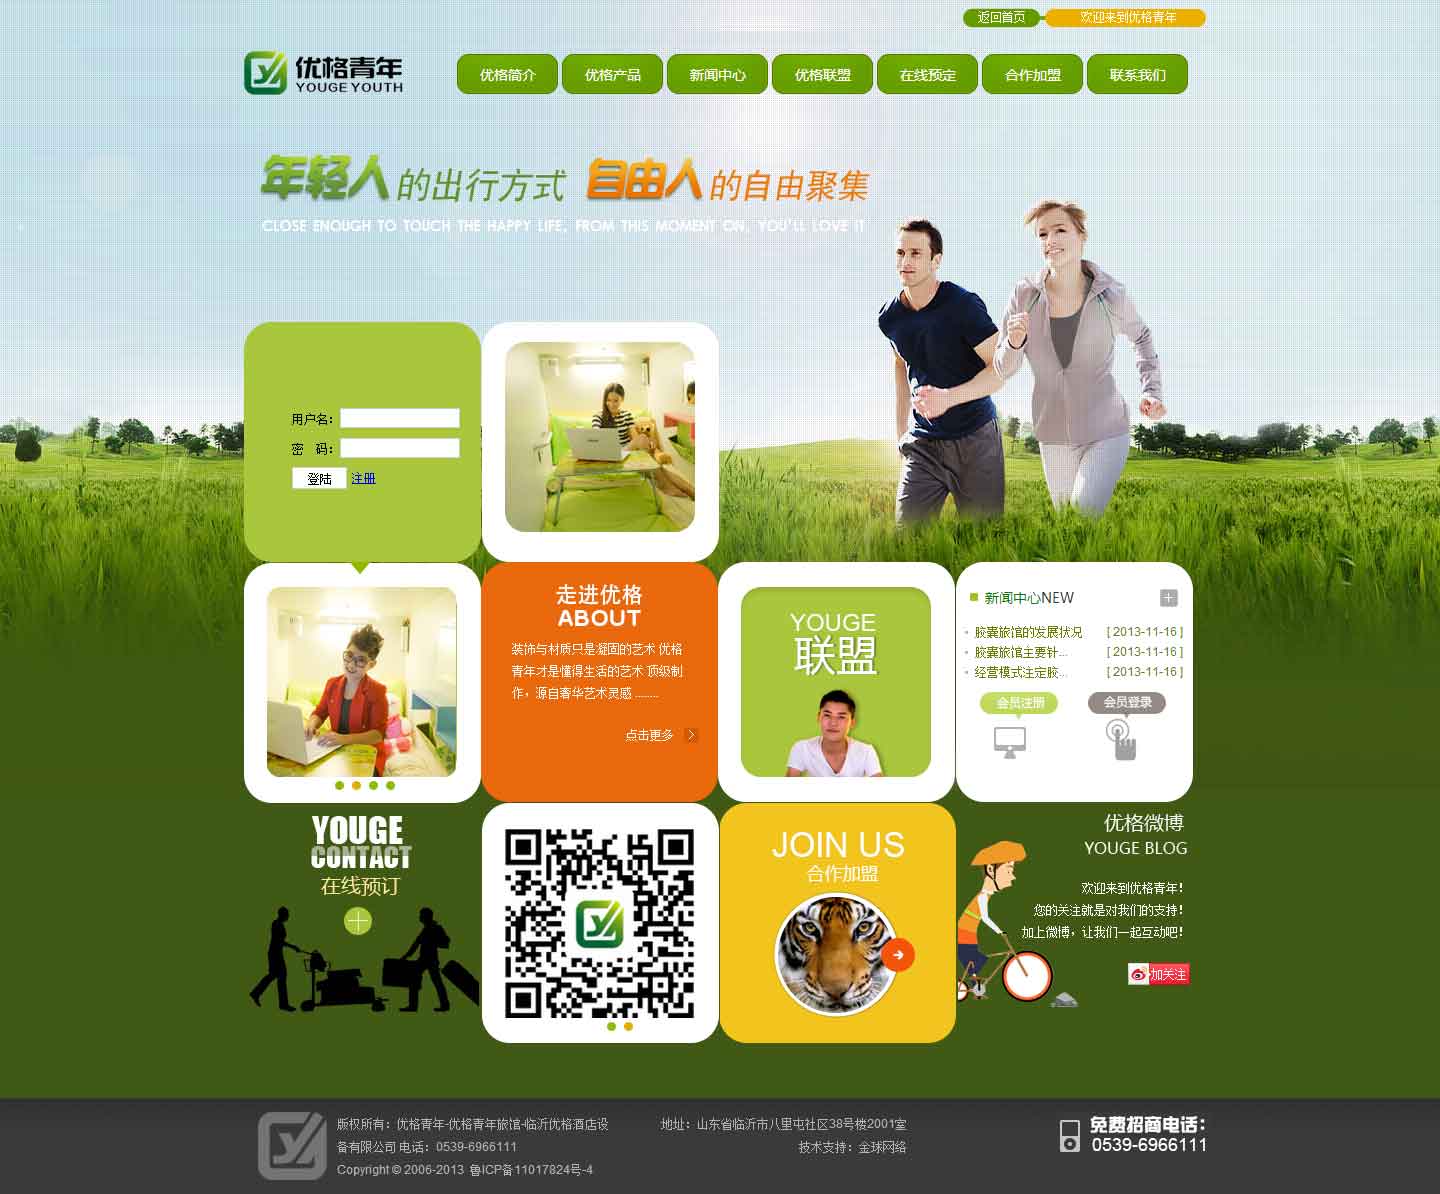 返回首页
欢迎来到优格青年
优格青年
YOUGE YOUTH
优格简介
优格产品
新闻中心
优格联盟
在线预定
合作加盟
联系我们
年轻人的出行方式 自由人的自由聚集
CLOSE ENOUGH TO TOUCH THE HAPPY LIFE, FROM THIS MOMENT ON, YOU'LL LOVE IT
用户名：
密 码：
登陆 注册
走进优格
ABOUT
装饰与材质只是凝固的艺术 优格
青年才是懂得生活的艺术 顶级制
作，源自奢华艺术灵感 ........
点击更多
YOUGE
联盟
新闻中心NEW
胶囊旅馆的发展状况 [ 2013-11-16 ]
胶囊旅馆主要针... [ 2013-11-16 ]
经营模式注定胶... [ 2013-11-16 ]
会员注册
会员登录
YOUGE
CONTACT
在线预订
JOIN US
合作加盟
优格微博
YOUGE BLOG
欢迎来到优格青年!
您的关注就是对我们的支持!
加上微博，让我们一起互动吧!
加关注
版权所有：优格青年-优格青年旅馆-临沂优格酒店设
备有限公司 电话：0539-6966111
Copyright © 2006-2013 鲁ICP备11017824号-4
地址：山东省临沂市八里屯社区38号楼2001室
技术支持：金球网络
免费招商电话：
0539-6966111